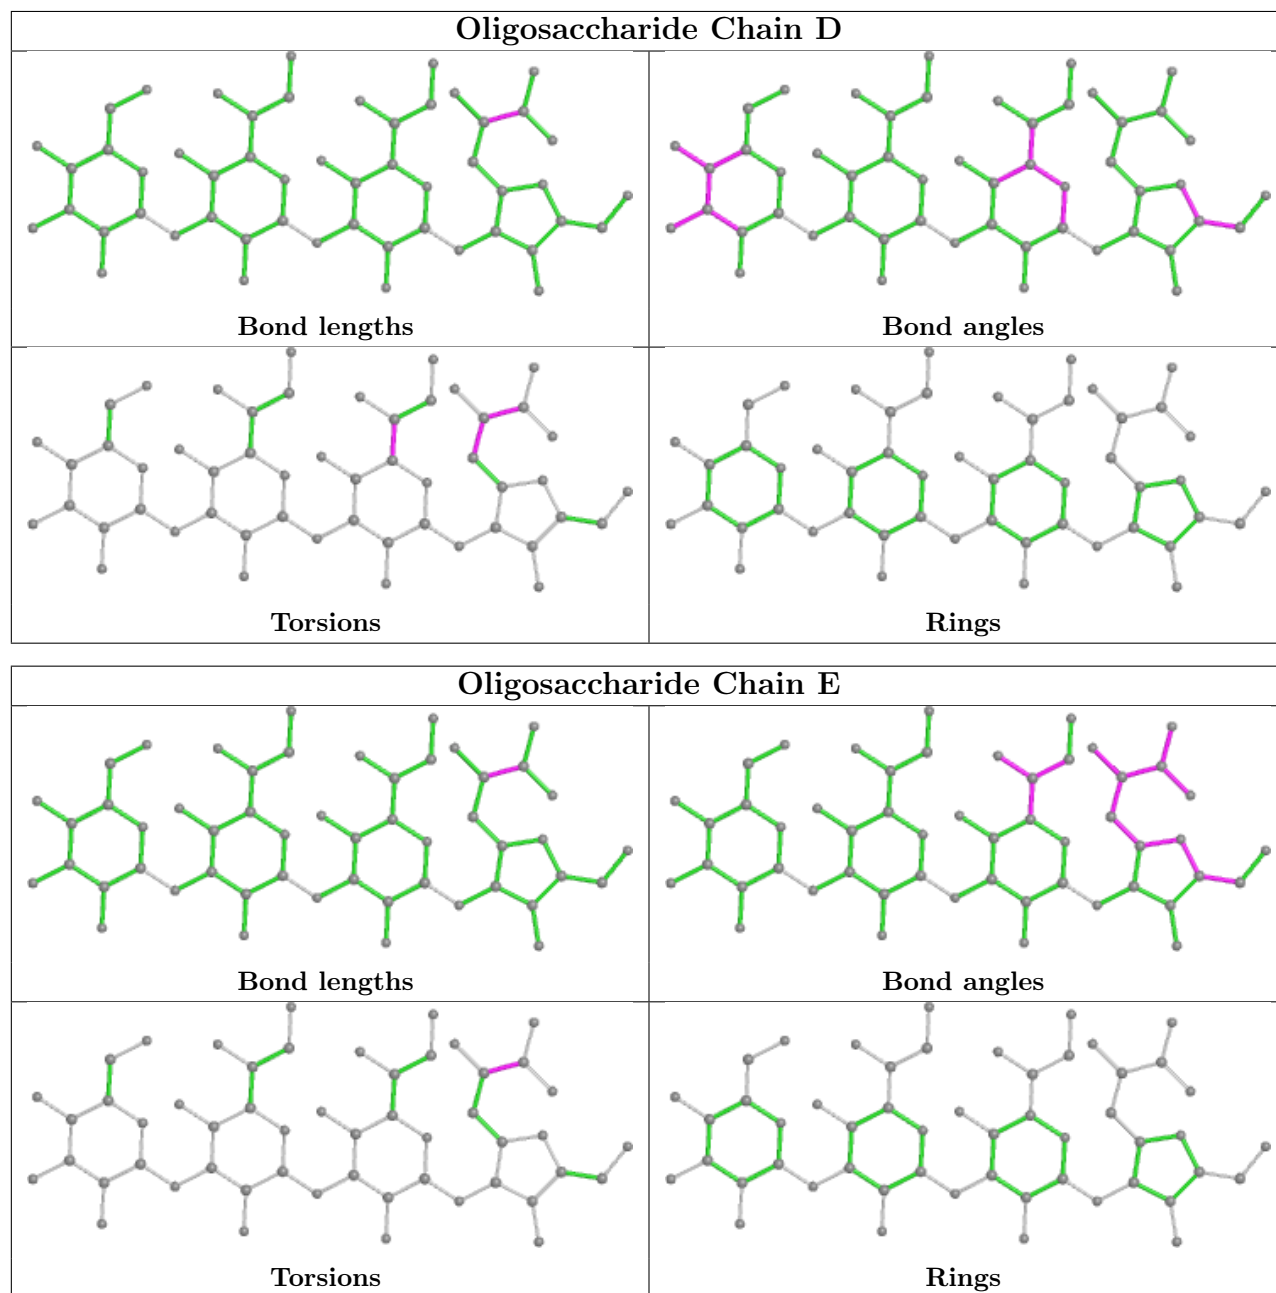 Oligosaccharide Chain D
Bond lengths
Bond angles
Torsions
Rings
Oligosaccharide Chain E
Bond lengths
Bond angles
Torsions
Rings